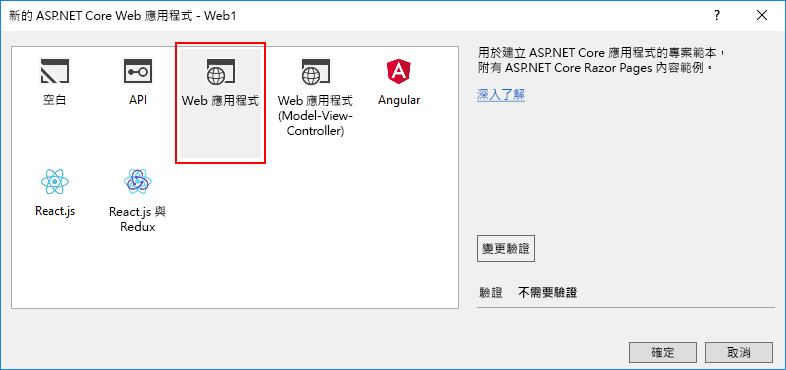 新的 ASP.NET Core Web 應用程式 - Web1
空白
API
Web 應用程式
Web 應用程式
(Model-View-
Controller)
Angular
React.js
React.js 與
Redux
用於建立 ASP.NET Core 應用程式的專案範本，
附有 ASP.NET Core Razor Pages 內容範例。
深入了解
變更驗證
驗證 不需要驗證
確定
取消